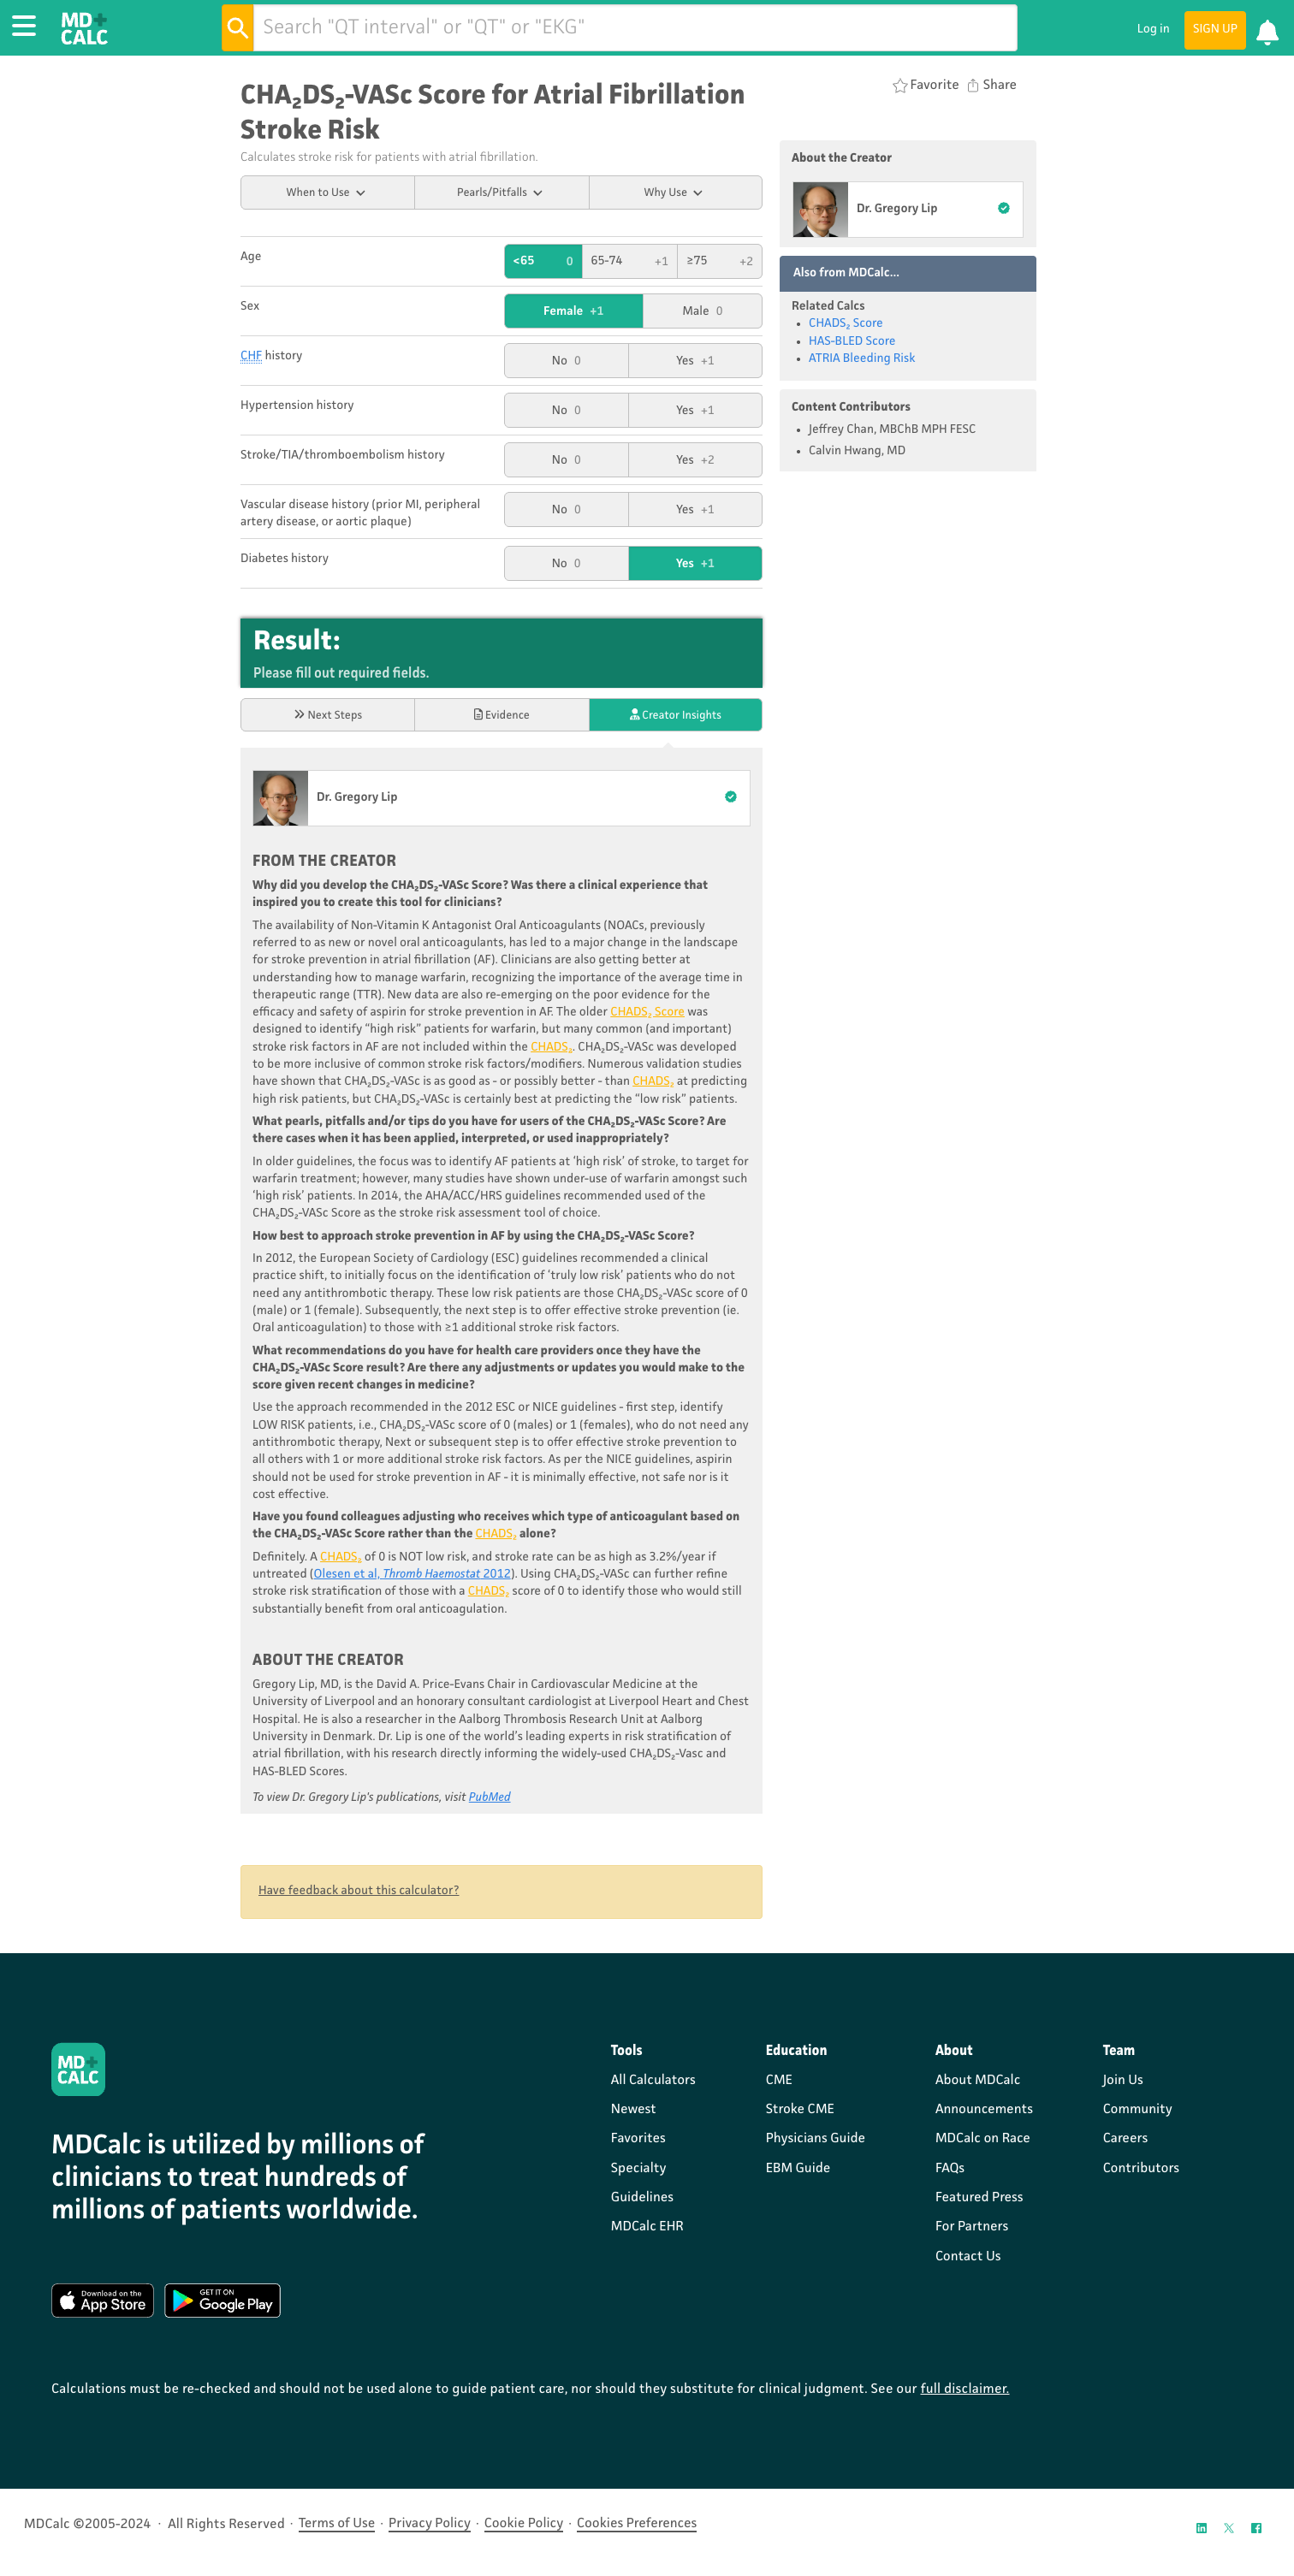 MD+
CALC
Search "QT interval" or "QT" or "EKG"
Log in
SIGN UP
CHA₂DS₂-VASc Score for Atrial Fibrillation
Stroke Risk
Calculates stroke risk for patients with atrial fibrillation.
Favorite
Share
When to Use
Pearls/Pitfalls
Why Use
Age
<65 0
65-74 +1
≥75 +2
Sex
Female +1
Male 0
CHF history
No 0
Yes +1
Hypertension history
No 0
Yes +1
Stroke/TIA/thromboembolism history
No 0
Yes +2
Vascular disease history (prior MI, peripheral
artery disease, or aortic plaque)
No 0
Yes +1
Diabetes history
No 0
Yes +1
Result:
Please fill out required fields.
Next Steps
Evidence
Creator Insights
Dr. Gregory Lip
FROM THE CREATOR
Why did you develop the CHA₂DS₂-VASc Score? Was there a clinical experience that
inspired you to create this tool for clinicians?
The availability of Non-Vitamin K Antagonist Oral Anticoagulants (NOACs, previously
referred to as new or novel oral anticoagulants, has led to a major change in the landscape
for stroke prevention in atrial fibrillation (AF). Clinicians are also getting better at
understanding how to manage warfarin, recognizing the importance of the average time in
therapeutic range (TTR). New data are also re-emerging on the poor evidence for the
efficacy and safety of aspirin for stroke prevention in AF. The older CHADS₂ Score was
designed to identify “high risk” patients for warfarin, but many common (and important)
stroke risk factors in AF are not included within the CHADS₂. CHA₂DS₂-VASc was developed
to be more inclusive of common stroke risk factors/modifiers. Numerous validation studies
have shown that CHA₂DS₂-VASc is as good as - or possibly better - than CHADS₂ at predicting
high risk patients, but CHA₂DS₂-VASc is certainly best at predicting the “low risk” patients.
What pearls, pitfalls and/or tips do you have for users of the CHA₂DS₂-VASc Score? Are
there cases when it has been applied, interpreted, or used inappropriately?
In older guidelines, the focus was to identify AF patients at ‘high risk’ of stroke, to target for
warfarin treatment; however, many studies have shown under-use of warfarin amongst such
‘high risk’ patients. In 2014, the AHA/ACC/HRS guidelines recommended used of the
CHA₂DS₂-VASc Score as the stroke risk assessment tool of choice.
How best to approach stroke prevention in AF by using the CHA₂DS₂-VASc Score?
In 2012, the European Society of Cardiology (ESC) guidelines recommended a clinical
practice shift, to initially focus on the identification of ‘truly low risk’ patients who do not
need any antithrombotic therapy. These low risk patients are those CHA₂DS₂-VASc score of 0
(male) or 1 (female). Subsequently, the next step is to offer effective stroke prevention (ie.
Oral anticoagulation) to those with ≥1 additional stroke risk factors.
What recommendations do you have for health care providers once they have the
CHA₂DS₂-VASc Score result? Are there any adjustments or updates you would make to the
score given recent changes in medicine?
Use the approach recommended in the 2012 ESC or NICE guidelines - first step, identify
LOW RISK patients, i.e., CHA₂DS₂-VASc score of 0 (males) or 1 (females), who do not need any
antithrombotic therapy, Next or subsequent step is to offer effective stroke prevention to
all others with 1 or more additional stroke risk factors. As per the NICE guidelines, aspirin
should not be used for stroke prevention in AF - it is minimally effective, not safe nor is it
cost effective.
Have you found colleagues adjusting who receives which type of anticoagulant based on
the CHA₂DS₂-VASc Score rather than the CHADS₂ alone?
Definitely. A CHADS₂ of 0 is NOT low risk, and stroke rate can be as high as 3.2%/year if
untreated (Olesen et al, Thromb Haemostat 2012). Using CHA₂DS₂-VASc can further refine
stroke risk stratification of those with a CHADS₂ score of 0 to identify those who would still
substantially benefit from oral anticoagulation.
ABOUT THE CREATOR
Gregory Lip, MD, is the David A. Price-Evans Chair in Cardiovascular Medicine at the
University of Liverpool and an honorary consultant cardiologist at Liverpool Heart and Chest
Hospital. He is also a researcher in the Aalborg Thrombosis Research Unit at Aalborg
University in Denmark. Dr. Lip is one of the world’s leading experts in risk stratification of
atrial fibrillation, with his research directly informing the widely-used CHA₂DS₂-Vasc and
HAS-BLED Scores.
To view Dr. Gregory Lip's publications, visit PubMed
Have feedback about this calculator?
About the Creator
Dr. Gregory Lip
Also from MDCalc...
Related Calcs
CHADS₂ Score
HAS-BLED Score
ATRIA Bleeding Risk
Content Contributors
Jeffrey Chan, MBChB MPH FESC
Calvin Hwang, MD
MD+
CALC
MDCalc is utilized by millions of
clinicians to treat hundreds of
millions of patients worldwide.
Download on the
App Store
GET IT ON
Google Play
Tools
All Calculators
Newest
Favorites
Specialty
Guidelines
MDCalc EHR
Education
CME
Stroke CME
Physicians Guide
EBM Guide
About
About MDCalc
Announcements
MDCalc on Race
FAQs
Featured Press
For Partners
Contact Us
Team
Join Us
Community
Careers
Contributors
Calculations must be re-checked and should not be used alone to guide patient care, nor should they substitute for clinical judgment. See our full disclaimer.
MDCalc ©2005-2024 · All Rights Reserved · Terms of Use · Privacy Policy · Cookie Policy · Cookies Preferences